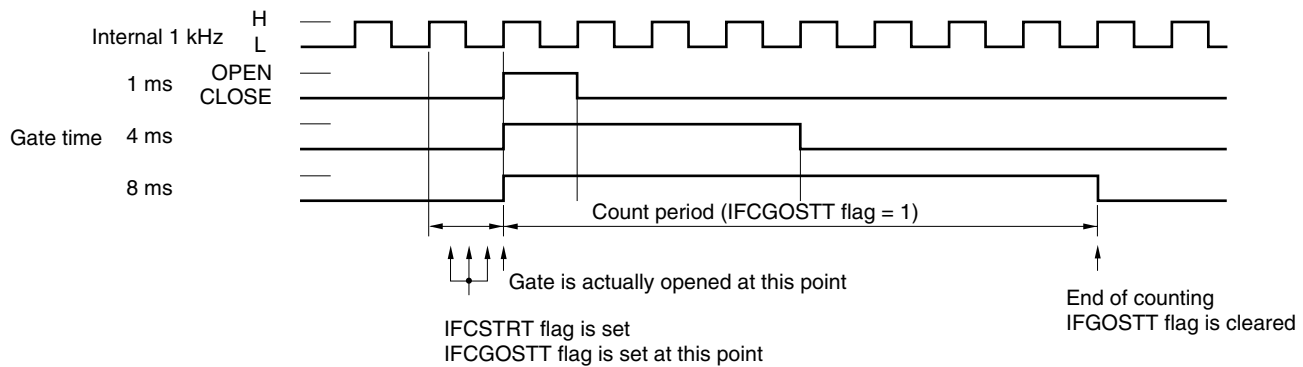 H
Internal 1 kHz
L
OPEN
1 ms
CLOSE
Gate time
4 ms
8 ms
Count period (IFCGOSTT flag = 1)
Gate is actually opened at this point
End of counting
IFGOSTT flag is cleared
IFCSTRT flag is set
IFCGOSTT flag is set at this point